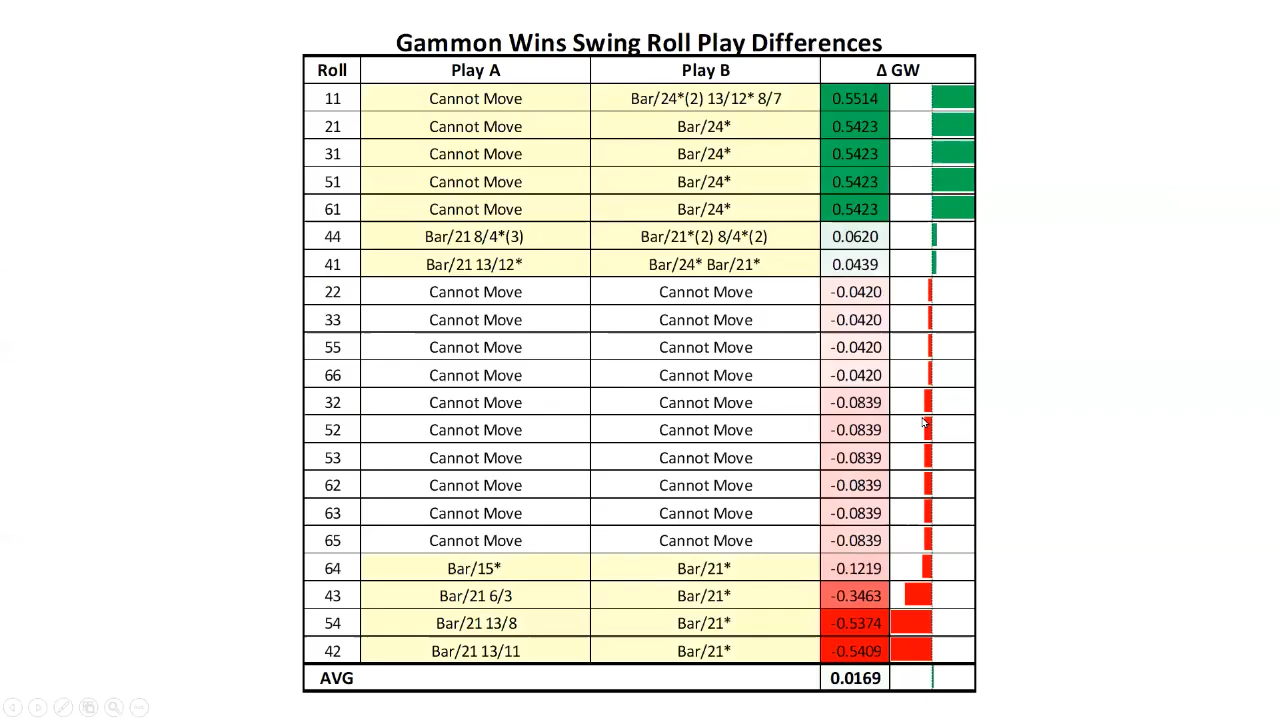 Gammon Wins Swing Roll Play Differences
Roll Play A Play B Δ GW
11 Cannot Move Bar/24*(2) 13/12* 8/7 0.5514
21 Cannot Move Bar/24* 0.5423
31 Cannot Move Bar/24* 0.5423
51 Cannot Move Bar/24* 0.5423
61 Cannot Move Bar/24* 0.5423
44 Bar/21 8/4*(3) Bar/21*(2) 8/4*(2) 0.0620
41 Bar/21 13/12* Bar/24* Bar/21* 0.0439
22 Cannot Move Cannot Move -0.0420
33 Cannot Move Cannot Move -0.0420
55 Cannot Move Cannot Move -0.0420
66 Cannot Move Cannot Move -0.0420
32 Cannot Move Cannot Move -0.0839
52 Cannot Move Cannot Move -0.0839
53 Cannot Move Cannot Move -0.0839
62 Cannot Move Cannot Move -0.0839
63 Cannot Move Cannot Move -0.0839
65 Cannot Move Cannot Move -0.0839
64 Bar/15* Bar/21* -0.1219
43 Bar/21 6/3 Bar/21* -0.3463
54 Bar/21 13/8 Bar/21* -0.5374
42 Bar/21 13/11 Bar/21* -0.5409
AVG 0.0169